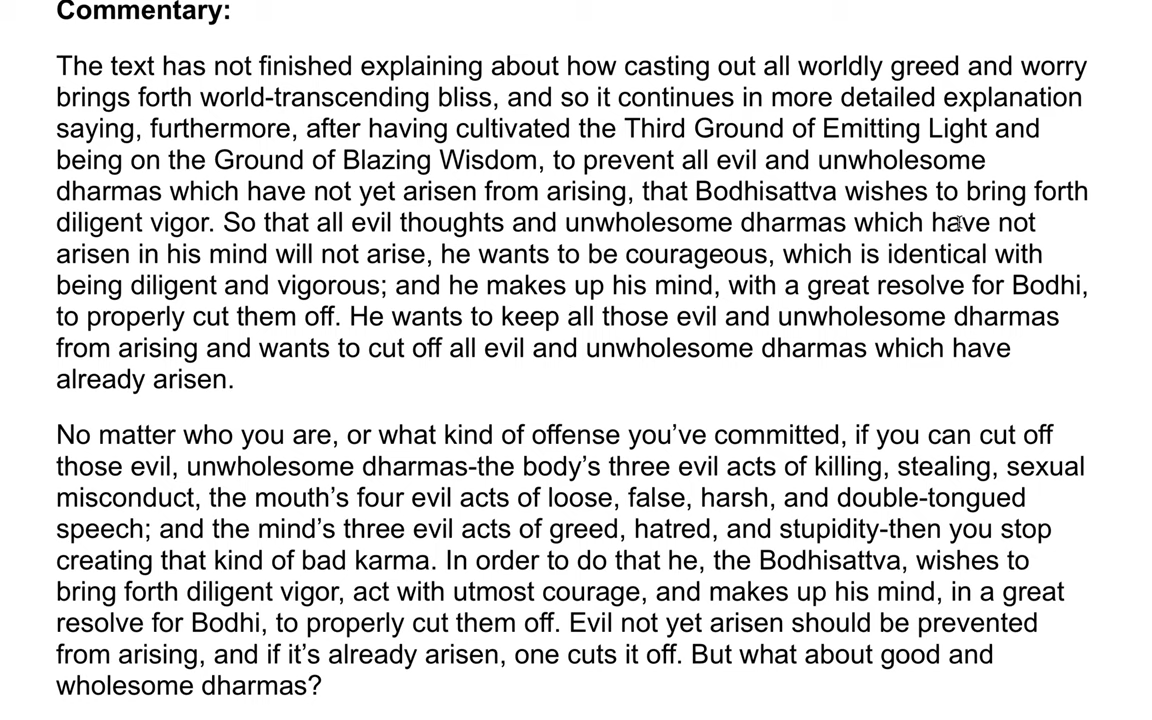 Commentary:
The text has not finished explaining about how casting out all worldly greed and worry
brings forth world-transcending bliss, and so it continues in more detailed explanation
saying, furthermore, after having cultivated the Third Ground of Emitting Light and
being on the Ground of Blazing Wisdom, to prevent all evil and unwholesome
dharmas which have not yet arisen from arising, that Bodhisattva wishes to bring forth
diligent vigor. So that all evil thoughts and unwholesome dharmas which have not
arisen in his mind will not arise, he wants to be courageous, which is identical with
being diligent and vigorous; and he makes up his mind, with a great resolve for Bodhi,
to properly cut them off. He wants to keep all those evil and unwholesome dharmas
from arising and wants to cut off all evil and unwholesome dharmas which have
already arisen.
No matter who you are, or what kind of offense you’ve committed, if you can cut off
those evil, unwholesome dharmas-the body’s three evil acts of killing, stealing, sexual
misconduct, the mouth’s four evil acts of loose, false, harsh, and double-tongued
speech; and the mind’s three evil acts of greed, hatred, and stupidity-then you stop
creating that kind of bad karma. In order to do that he, the Bodhisattva, wishes to
bring forth diligent vigor, act with utmost courage, and makes up his mind, in a great
resolve for Bodhi, to properly cut them off. Evil not yet arisen should be prevented
from arising, and if it’s already arisen, one cuts it off. But what about good and
wholesome dharmas?